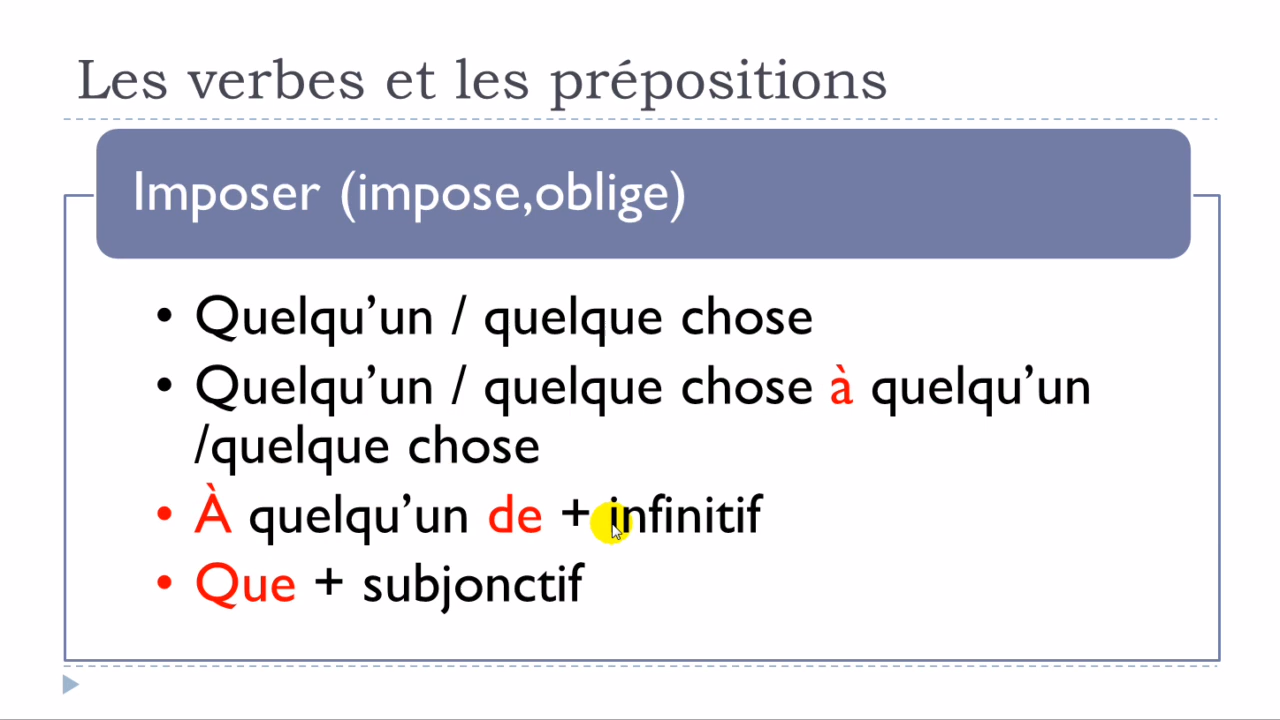 Les verbes et les prépositions
Imposer (impose,oblige)
• Quelqu’un / quelque chose
• Quelqu’un / quelque chose à quelqu’un
/quelque chose
• À quelqu’un de + infinitif
• Que + subjonctif